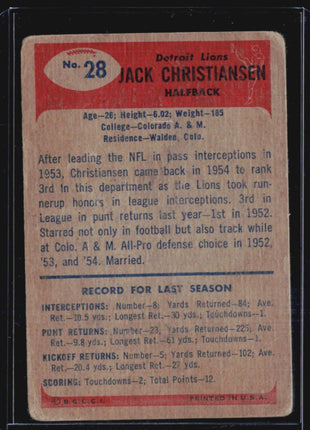 No. 28
Detroit Lions
JACK CHRISTIANSEN
HALFBACK
Age—26; Height—6.02; Weight—185
College—Colorado A. & M.
Residence—Walden, Colo.
After leading the NFL in pass interceptions in
1953, Christiansen came back in 1954 to rank
3rd in this department as the Lions took run-
nerup honors in league interceptions. 3rd in
League in punt returns last year—1st in 1952.
Starred not only in football but also track while
at Colo. A & M. All-Pro defense choice in 1952,
'53, and '54. Married.
RECORD FOR LAST SEASON
INTERCEPTIONS: Number—8; Yards Returned—84; Ave.
Ret.—10.5 yds.; Longest Ret.—30 yds.; Touchdowns—1.
PUNT RETURNS: Number—23; Yards Returned—225; Ave.
Ret.—9.8 yds.; Longest Ret.—61 yds.; Touchdowns—1.
KICKOFF RETURNS: Number—5; Yards Returned—102; Ave.
Ret.—20.4 yds.; Longest Ret.—27 yds.
SCORING: Touchdowns—2; Total Points—12.
B.G.C.I. PRINTED IN U.S.A.